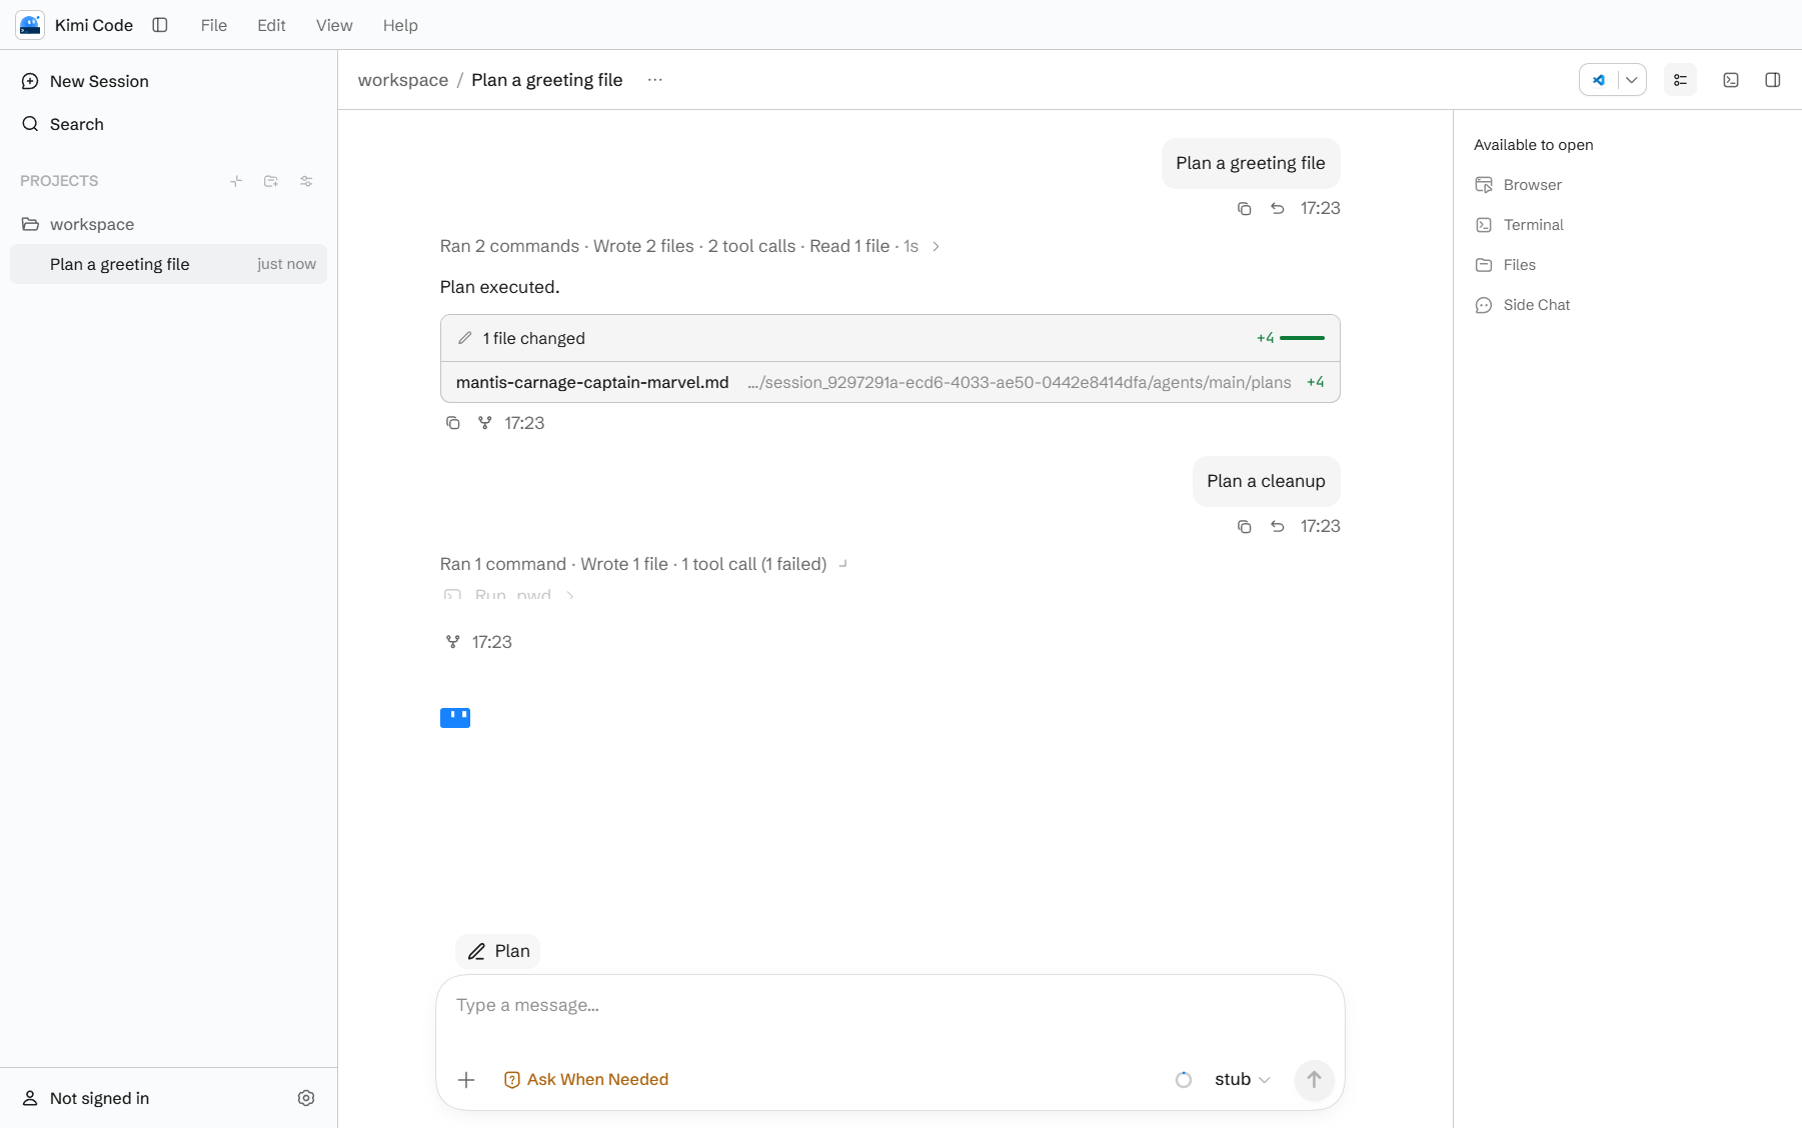 Kimi Code File Edit View Help
New Session
Search
PROJECTS
workspace
Plan a greeting file just now
Not signed in
workspace / Plan a greeting file ...
Plan a greeting file
17:23
Ran 2 commands · Wrote 2 files · 2 tool calls · Read 1 file · 1s
Plan executed.
1 file changed +4
mantis-carnage-captain-marvel.md .../session_9297291a-ecd6-4033-ae50-0442e8414dfa/agents/main/plans +4
17:23
Plan a cleanup
17:23
Ran 1 command · Wrote 1 file · 1 tool call (1 failed)
Run pwd
17:23
Plan
Type a message...
Ask When Needed stub
Available to open
Browser
Terminal
Files
Side Chat